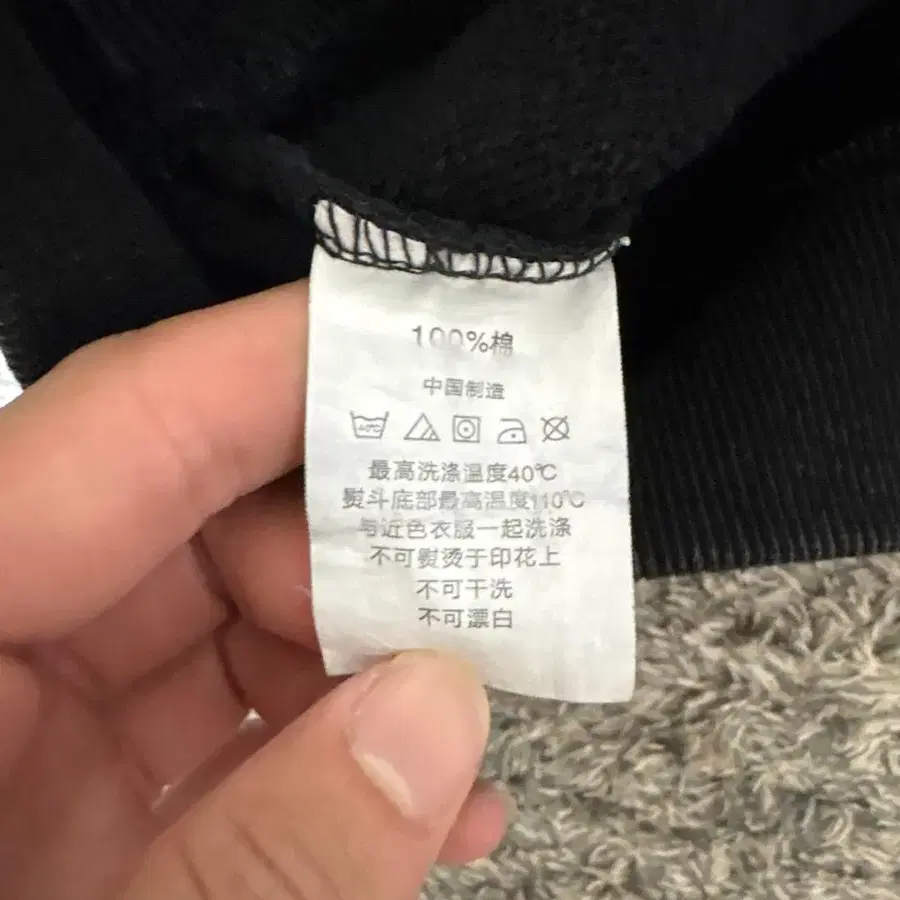 100%棉
中国制造
40℃
最高洗涤温度40℃
熨斗底部最高温度110℃
与近色衣服一起洗涤
不可熨烫于印花上
不可干洗
不可漂白